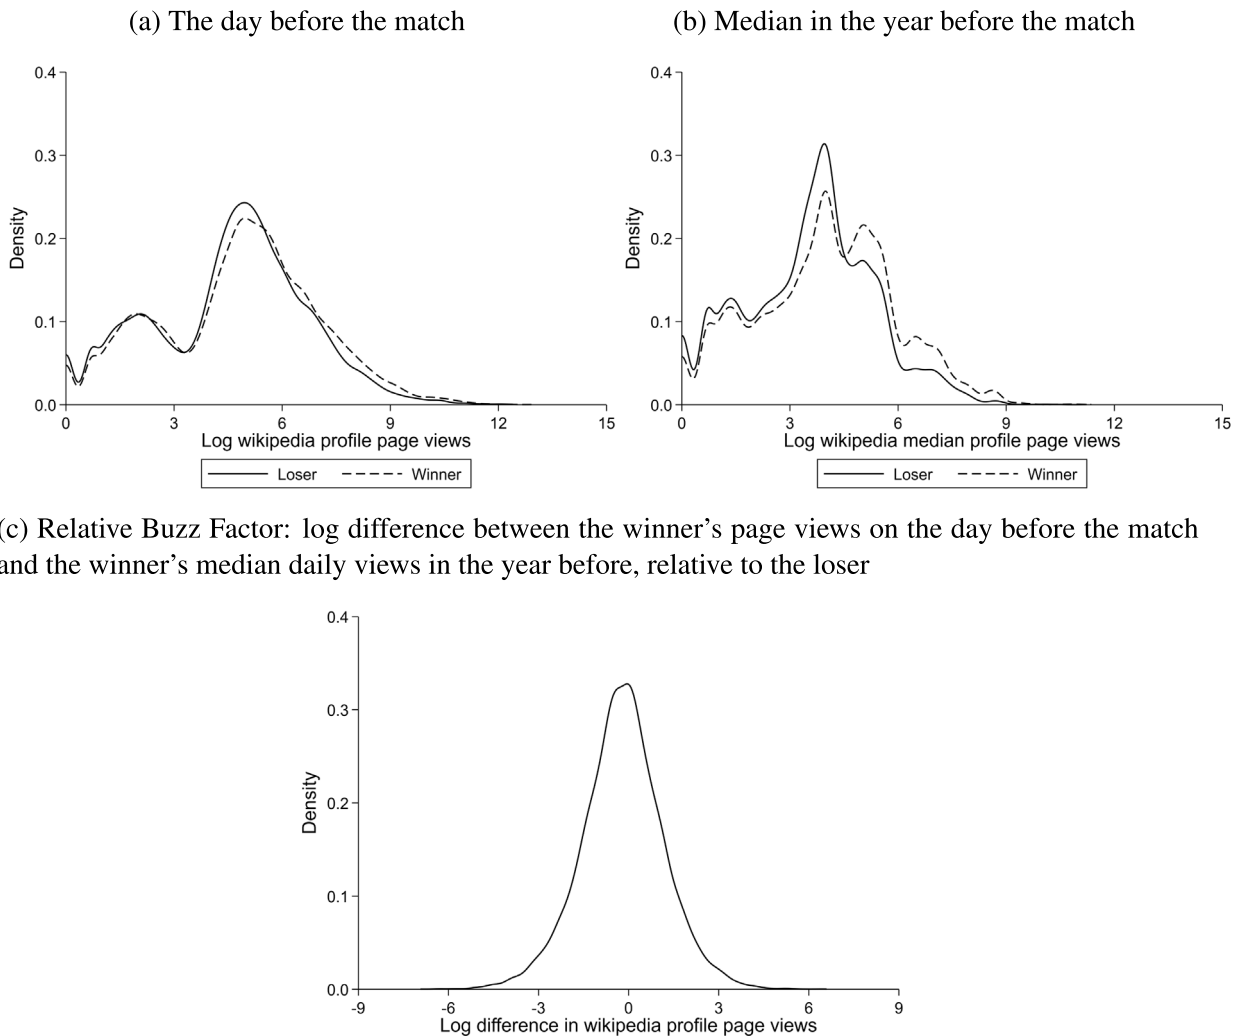 (a) The day before the match
(b) Median in the year before the match
0.4
0.3
0.2
0.1
0.0
Density
0 3 6 9 12 15
Log wikipedia profile page views
Loser Winner
0.4
0.3
0.2
0.1
0.0
Density
0 3 6 9 12 15
Log wikipedia median profile page views
Loser Winner
(c) Relative Buzz Factor: log difference between the winner's page views on the day before the match
and the winner's median daily views in the year before, relative to the loser
0.4
0.3
0.2
0.1
0.0
Density
-9 -6 -3 0 3 6 9
Log difference in wikipedia profile page views